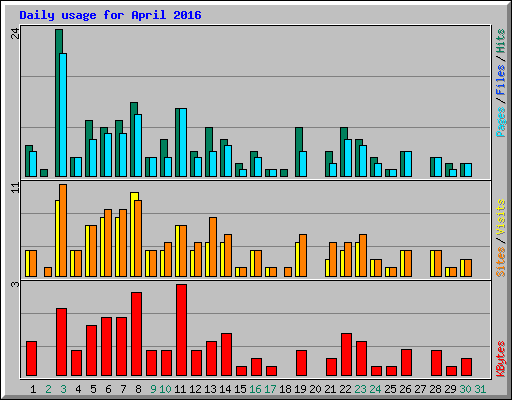 Daily usage for April 2016
24
11
3
Pages / Files / Hits
Sites / Visits
KBytes
1 2 3 4 5 6 7 8 9 10 11 12 13 14 15 16 17 18 19 20 21 22 23 24 25 26 27 28 29 30 31